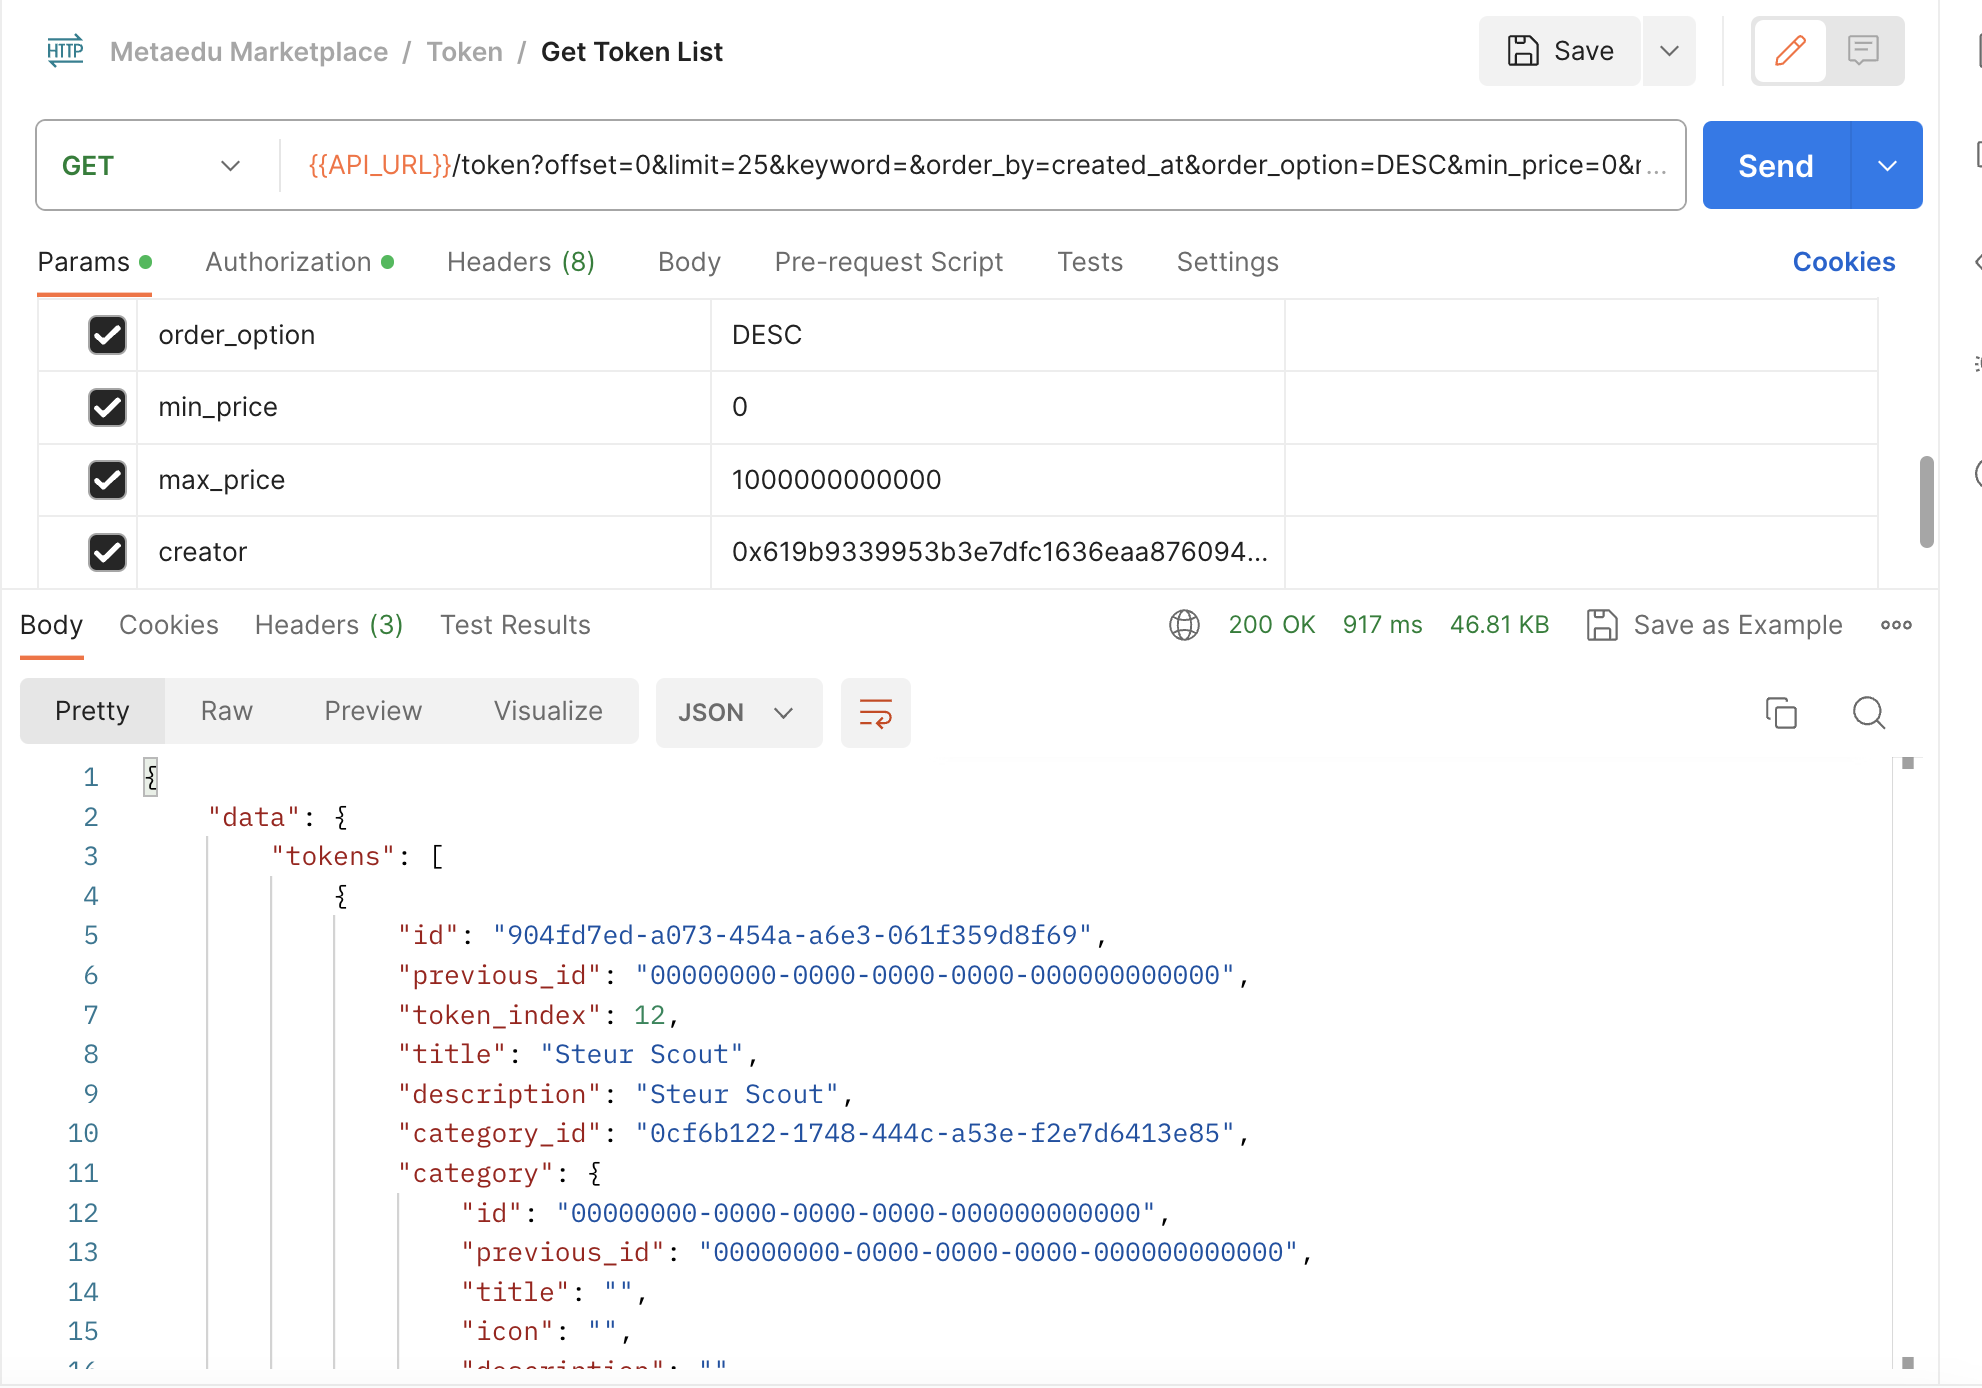 HTTP Metaedu Marketplace / Token / Get Token List Save
GET {{API_URL}}/token?offset=0&limit=25&keyword=&order_by=created_at&order_option=DESC&min_price=0&r... Send
Params Authorization Headers (8) Body Pre-request Script Tests Settings Cookies
order_option DESC
min_price 0
max_price 1000000000000
creator 0x619b9339953b3e7dfc1636eaa876094...
Body Cookies Headers (3) Test Results 200 OK 917 ms 46.81 KB Save as Example
Pretty Raw Preview Visualize JSON
1 {
2 "data": {
3 "tokens": [
4 {
5 "id": "904fd7ed-a073-454a-a6e3-061f359d8f69",
6 "previous_id": "00000000-0000-0000-0000-000000000000",
7 "token_index": 12,
8 "title": "Steur Scout",
9 "description": "Steur Scout",
10 "category_id": "0cf6b122-1748-444c-a53e-f2e7d6413e85",
11 "category": {
12 "id": "00000000-0000-0000-0000-000000000000",
13 "previous_id": "00000000-0000-0000-0000-000000000000",
14 "title": "",
15 "icon": "",
16 "description": ""